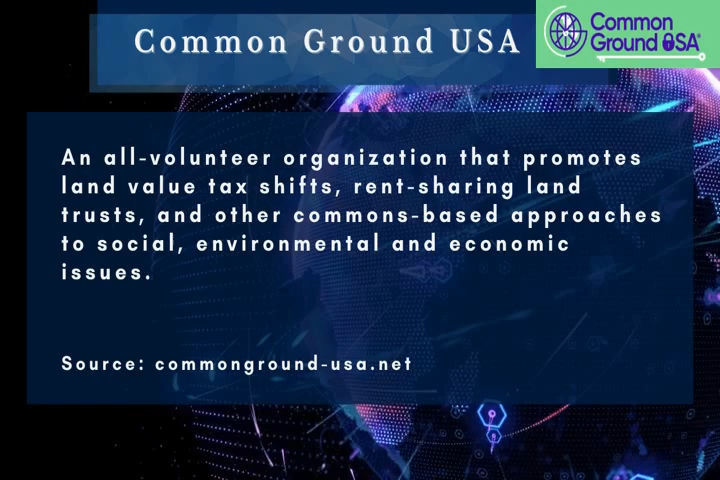 Common Ground USA
Common
Ground USA®
An all-volunteer organization that promotes
land value tax shifts, rent-sharing land
trusts, and other commons-based approaches
to social, environmental and economic
issues.
Source: commonground-usa.net